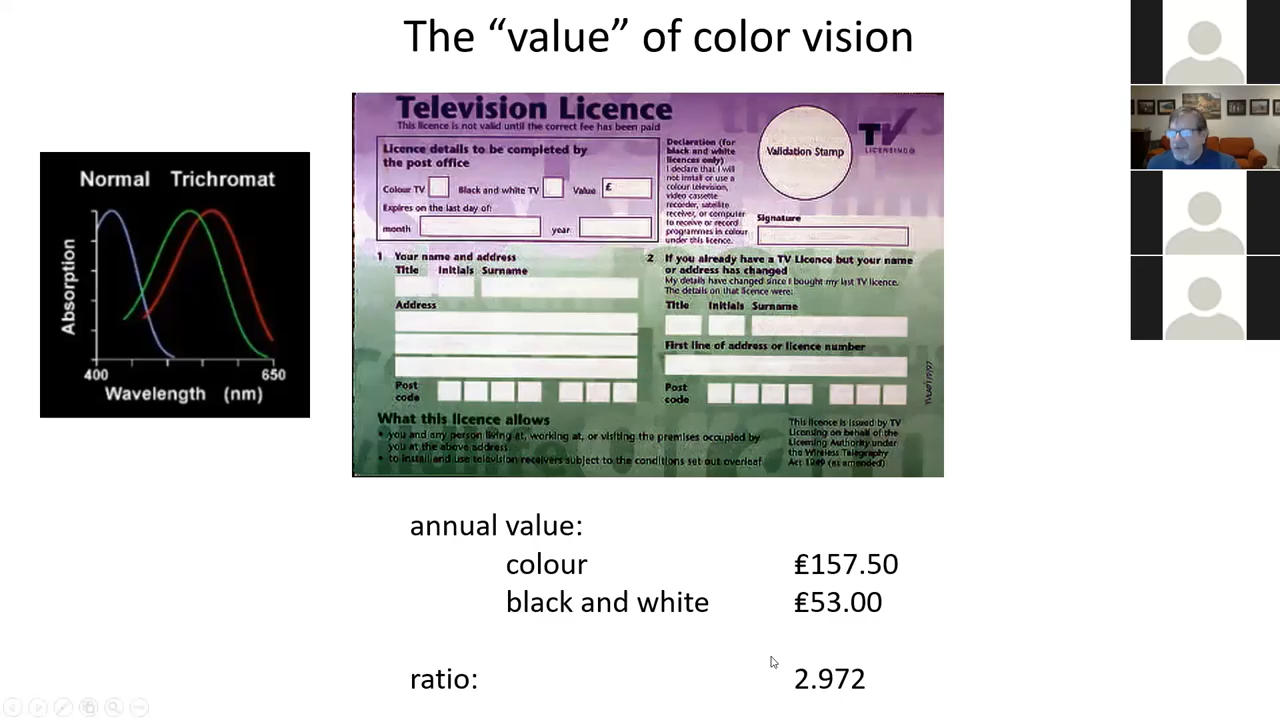 The “value” of color vision
Normal Trichromat
Absorption
400 650
Wavelength (nm)
Television Licence
This licence is not valid until the correct fee has been paid
Licence details to be completed by
the post office
Colour TV Black and white TV Value £
Expires on the last day of:
month year
Declaration (for
black and white
licences only)
I declare that I will
not install or use a
colour television,
video cassette
recorder, satellite
receiver, or computer
to receive or record
programmes in colour
under this licence.
Validation Stamp
TV
LICENSING
Signature
1 Your name and address
Title Initials Surname
Address
Post
code
2 If you already have a TV Licence but your name
or address has changed
My details have changed since I bought my last TV licence.
The details on that licence were:
Title Initials Surname
First line of address or licence number
Post
code
What this licence allows
• you and any person living at, working at, or visiting the premises occupied by
you at the above address.
• to install and use television receivers subject to the conditions set out overleaf
This licence is issued by TV
Licensing on behalf of the
Licensing Authority under
the Wireless Telegraphy
Act 1949 (as amended)
annual value:
colour £157.50
black and white £53.00
ratio: 2.972